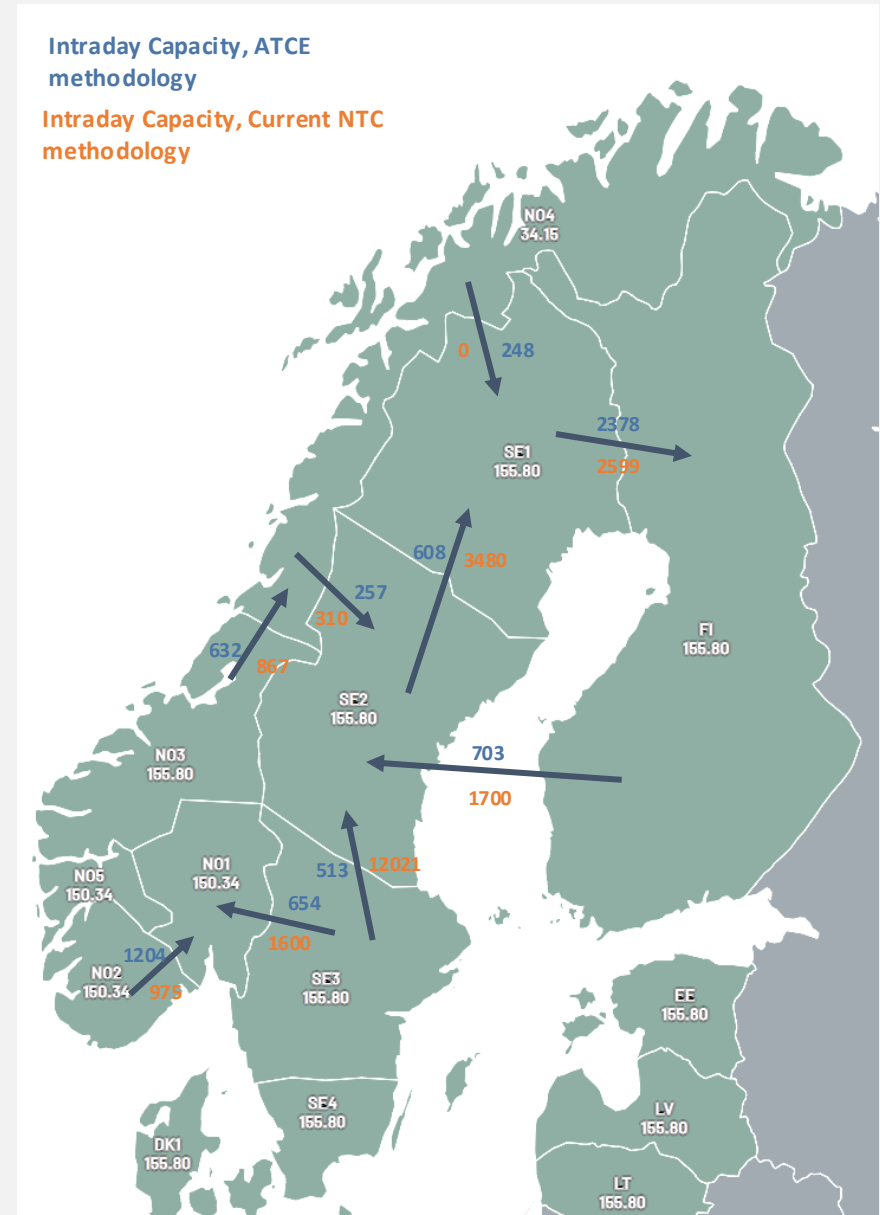 Intraday Capacity, ATCE
methodology
Intraday Capacity, Current NTC
methodology
NO4
34.15
0
248
2378
SE1
155.80
2599
608
3480
257
310
632
867
FI
155.80
SE2
155.80
703
NO3
155.80
1700
513
12021
NO1
150.34
NO5
150.34
654
1600
1204
NO2
150.34
975
SE3
155.80
EE
155.80
SE4
155.80
LV
155.80
DK1
155.80
LT
155.80